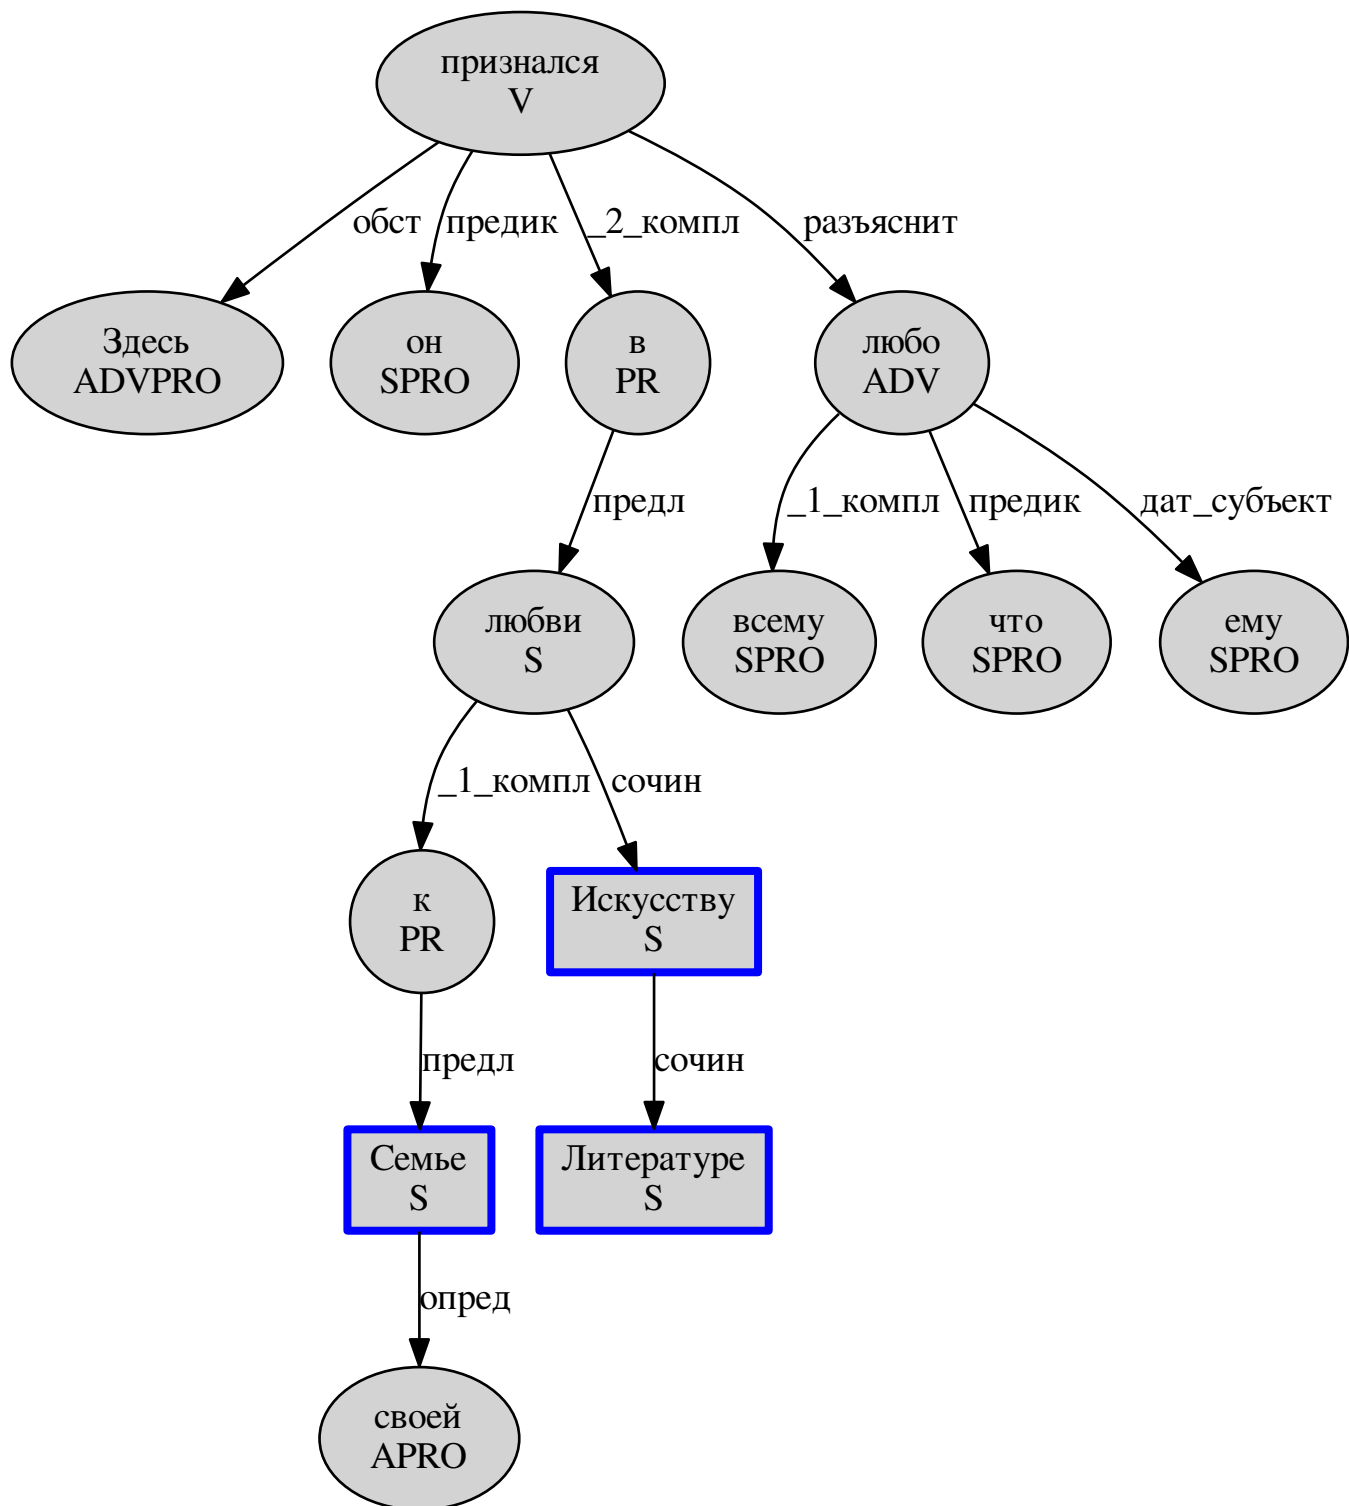 признался
V
обст
предик
_2_компл
разъяснит
Здесь
ADVPRO
он
SPRO
в
PR
любо
ADV
предл
_1_компл
предик
дат_субъект
любви
S
всему
SPRO
что
SPRO
ему
SPRO
_1_компл
сочин
к
PR
Искусству
S
предл
сочин
Семье
S
Литературе
S
опред
своей
APRO